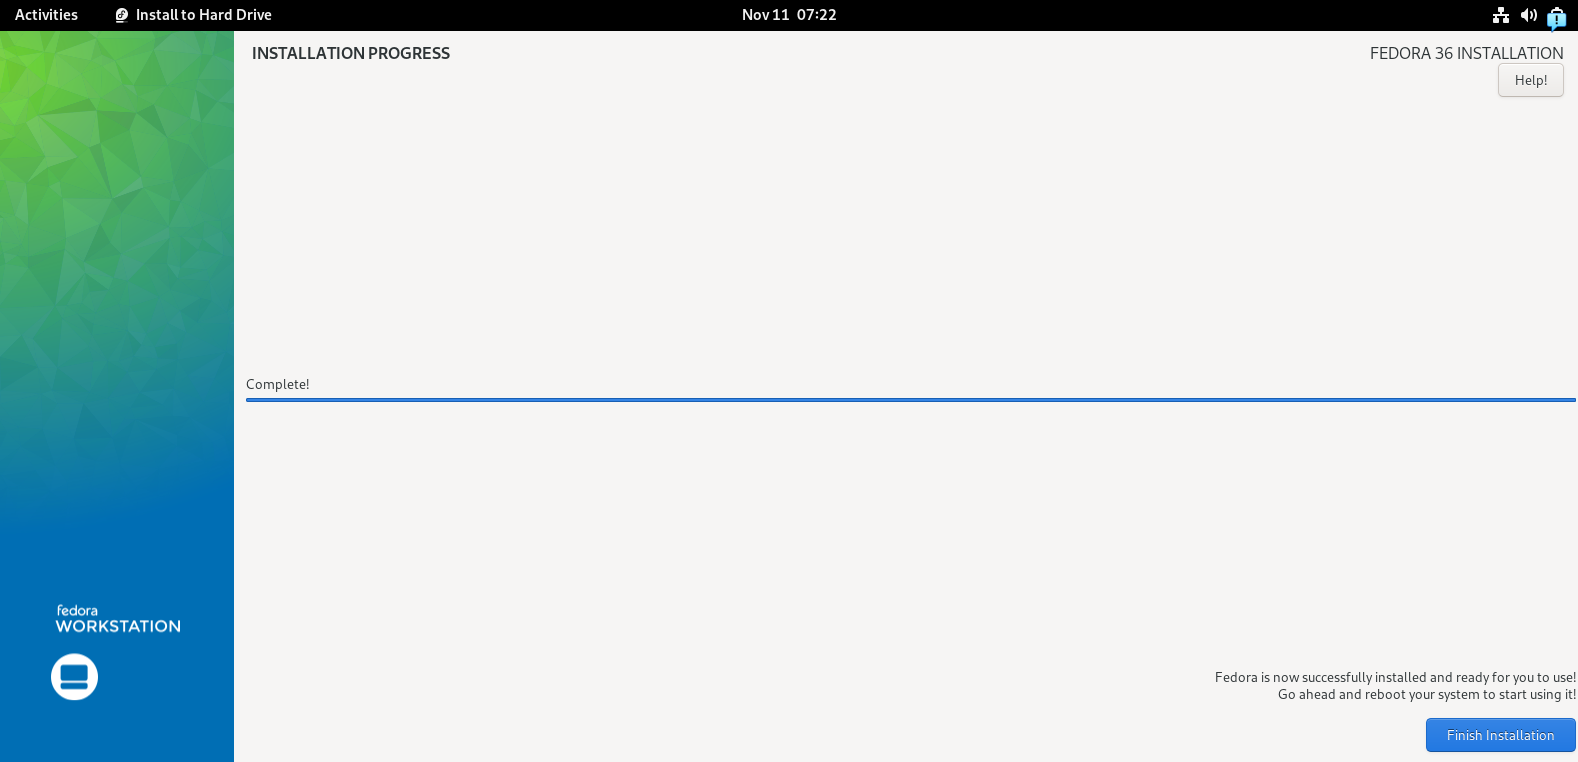 Activities
Install to Hard Drive
Nov 11 07:22
INSTALLATION PROGRESS
FEDORA 36 INSTALLATION
Help!
Complete!
fedora
WORKSTATION
Fedora is now successfully installed and ready for you to use!
Go ahead and reboot your system to start using it!
Finish Installation